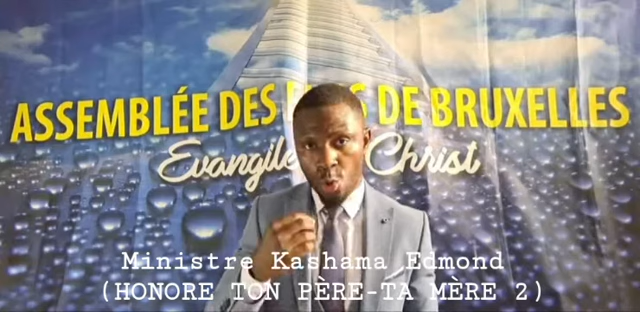 ASSEMBLÉE DES DE BRUXELLES
Evangile Christ
Ministre Kashama Edmond
(HONORE TON PÈRE-TA MÈRE 2)